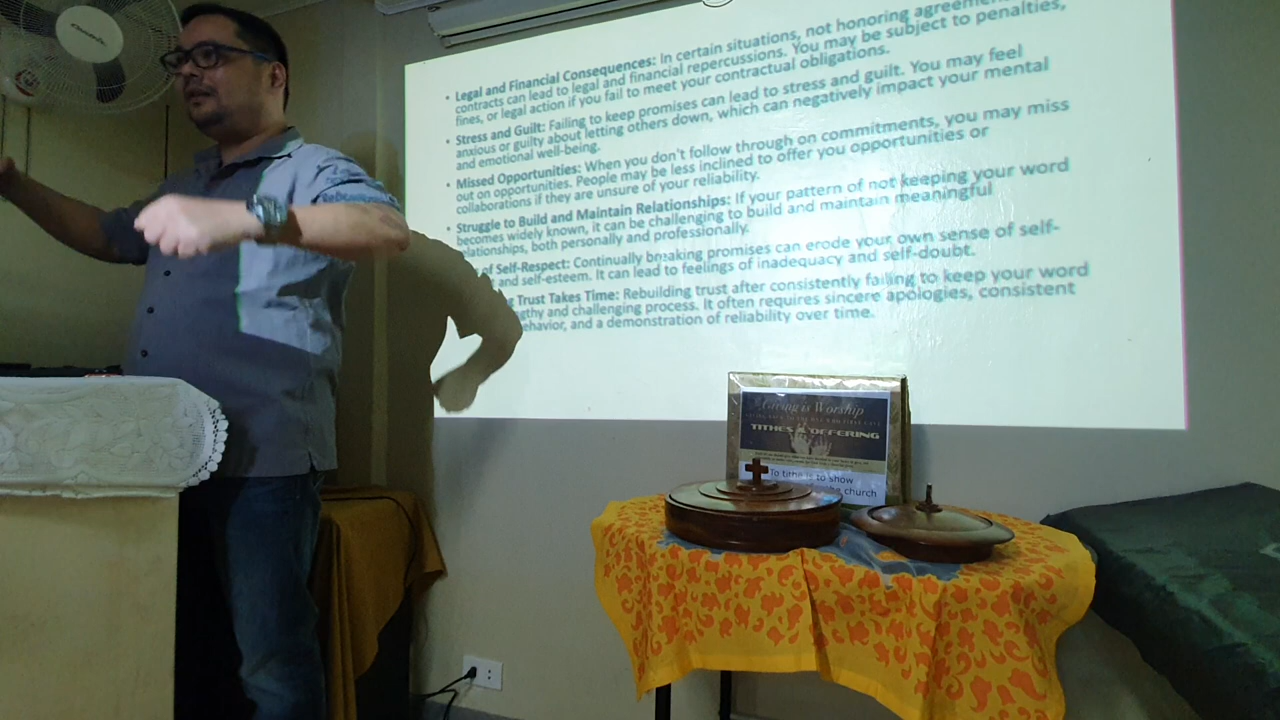 • Legal and Financial Consequences: In certain situations, not honoring
contracts can lead to legal and financial repercussions. You may be subject to penalties,
fines, or legal action if you fail to meet your contractual obligations.
• Stress and Guilt: Failing to keep promises can lead to stress and guilt. You may feel
anxious or guilty about letting others down, which can negatively impact your mental
and emotional well-being.
• Missed Opportunities: When you don't follow through on commitments, you may miss
out on opportunities. People may be less inclined to offer you opportunities or
collaborations if they are unsure of your reliability.
• Struggle to Build and Maintain Relationships: If your pattern of not keeping your word
becomes widely known, it can be challenging to build and maintain meaningful
relationships, both personally and professionally.
of Self-Respect: Continually breaking promises can erode your own sense of self-
and self-esteem. It can lead to feelings of inadequacy and self-doubt.
Trust Takes Time: Rebuilding trust after consistently failing to keep your word
and challenging process. It often requires sincere apologies, consistent
and a demonstration of reliability over time.
Giving is Worship
TITHES & OFFERING
To tithe is to show
church